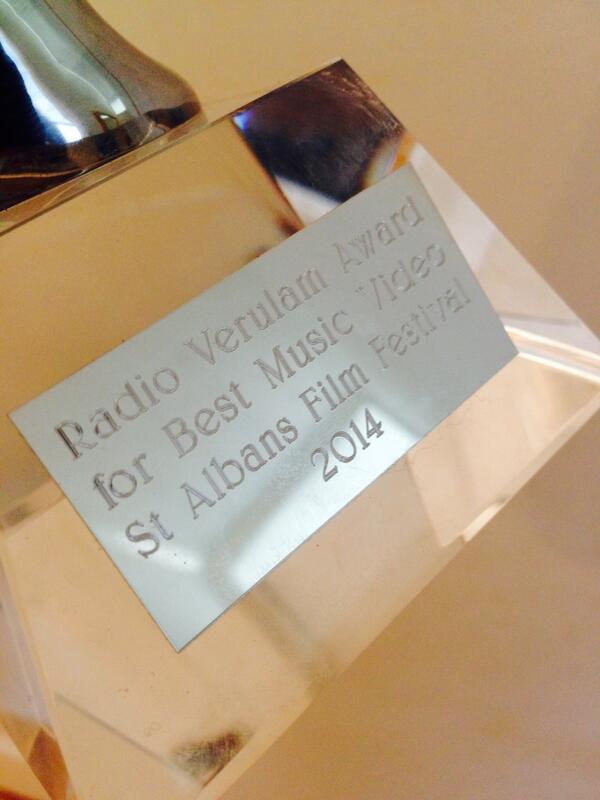 Radio Verulam Award
for Best Music Video
St Albans Film Festival
2014